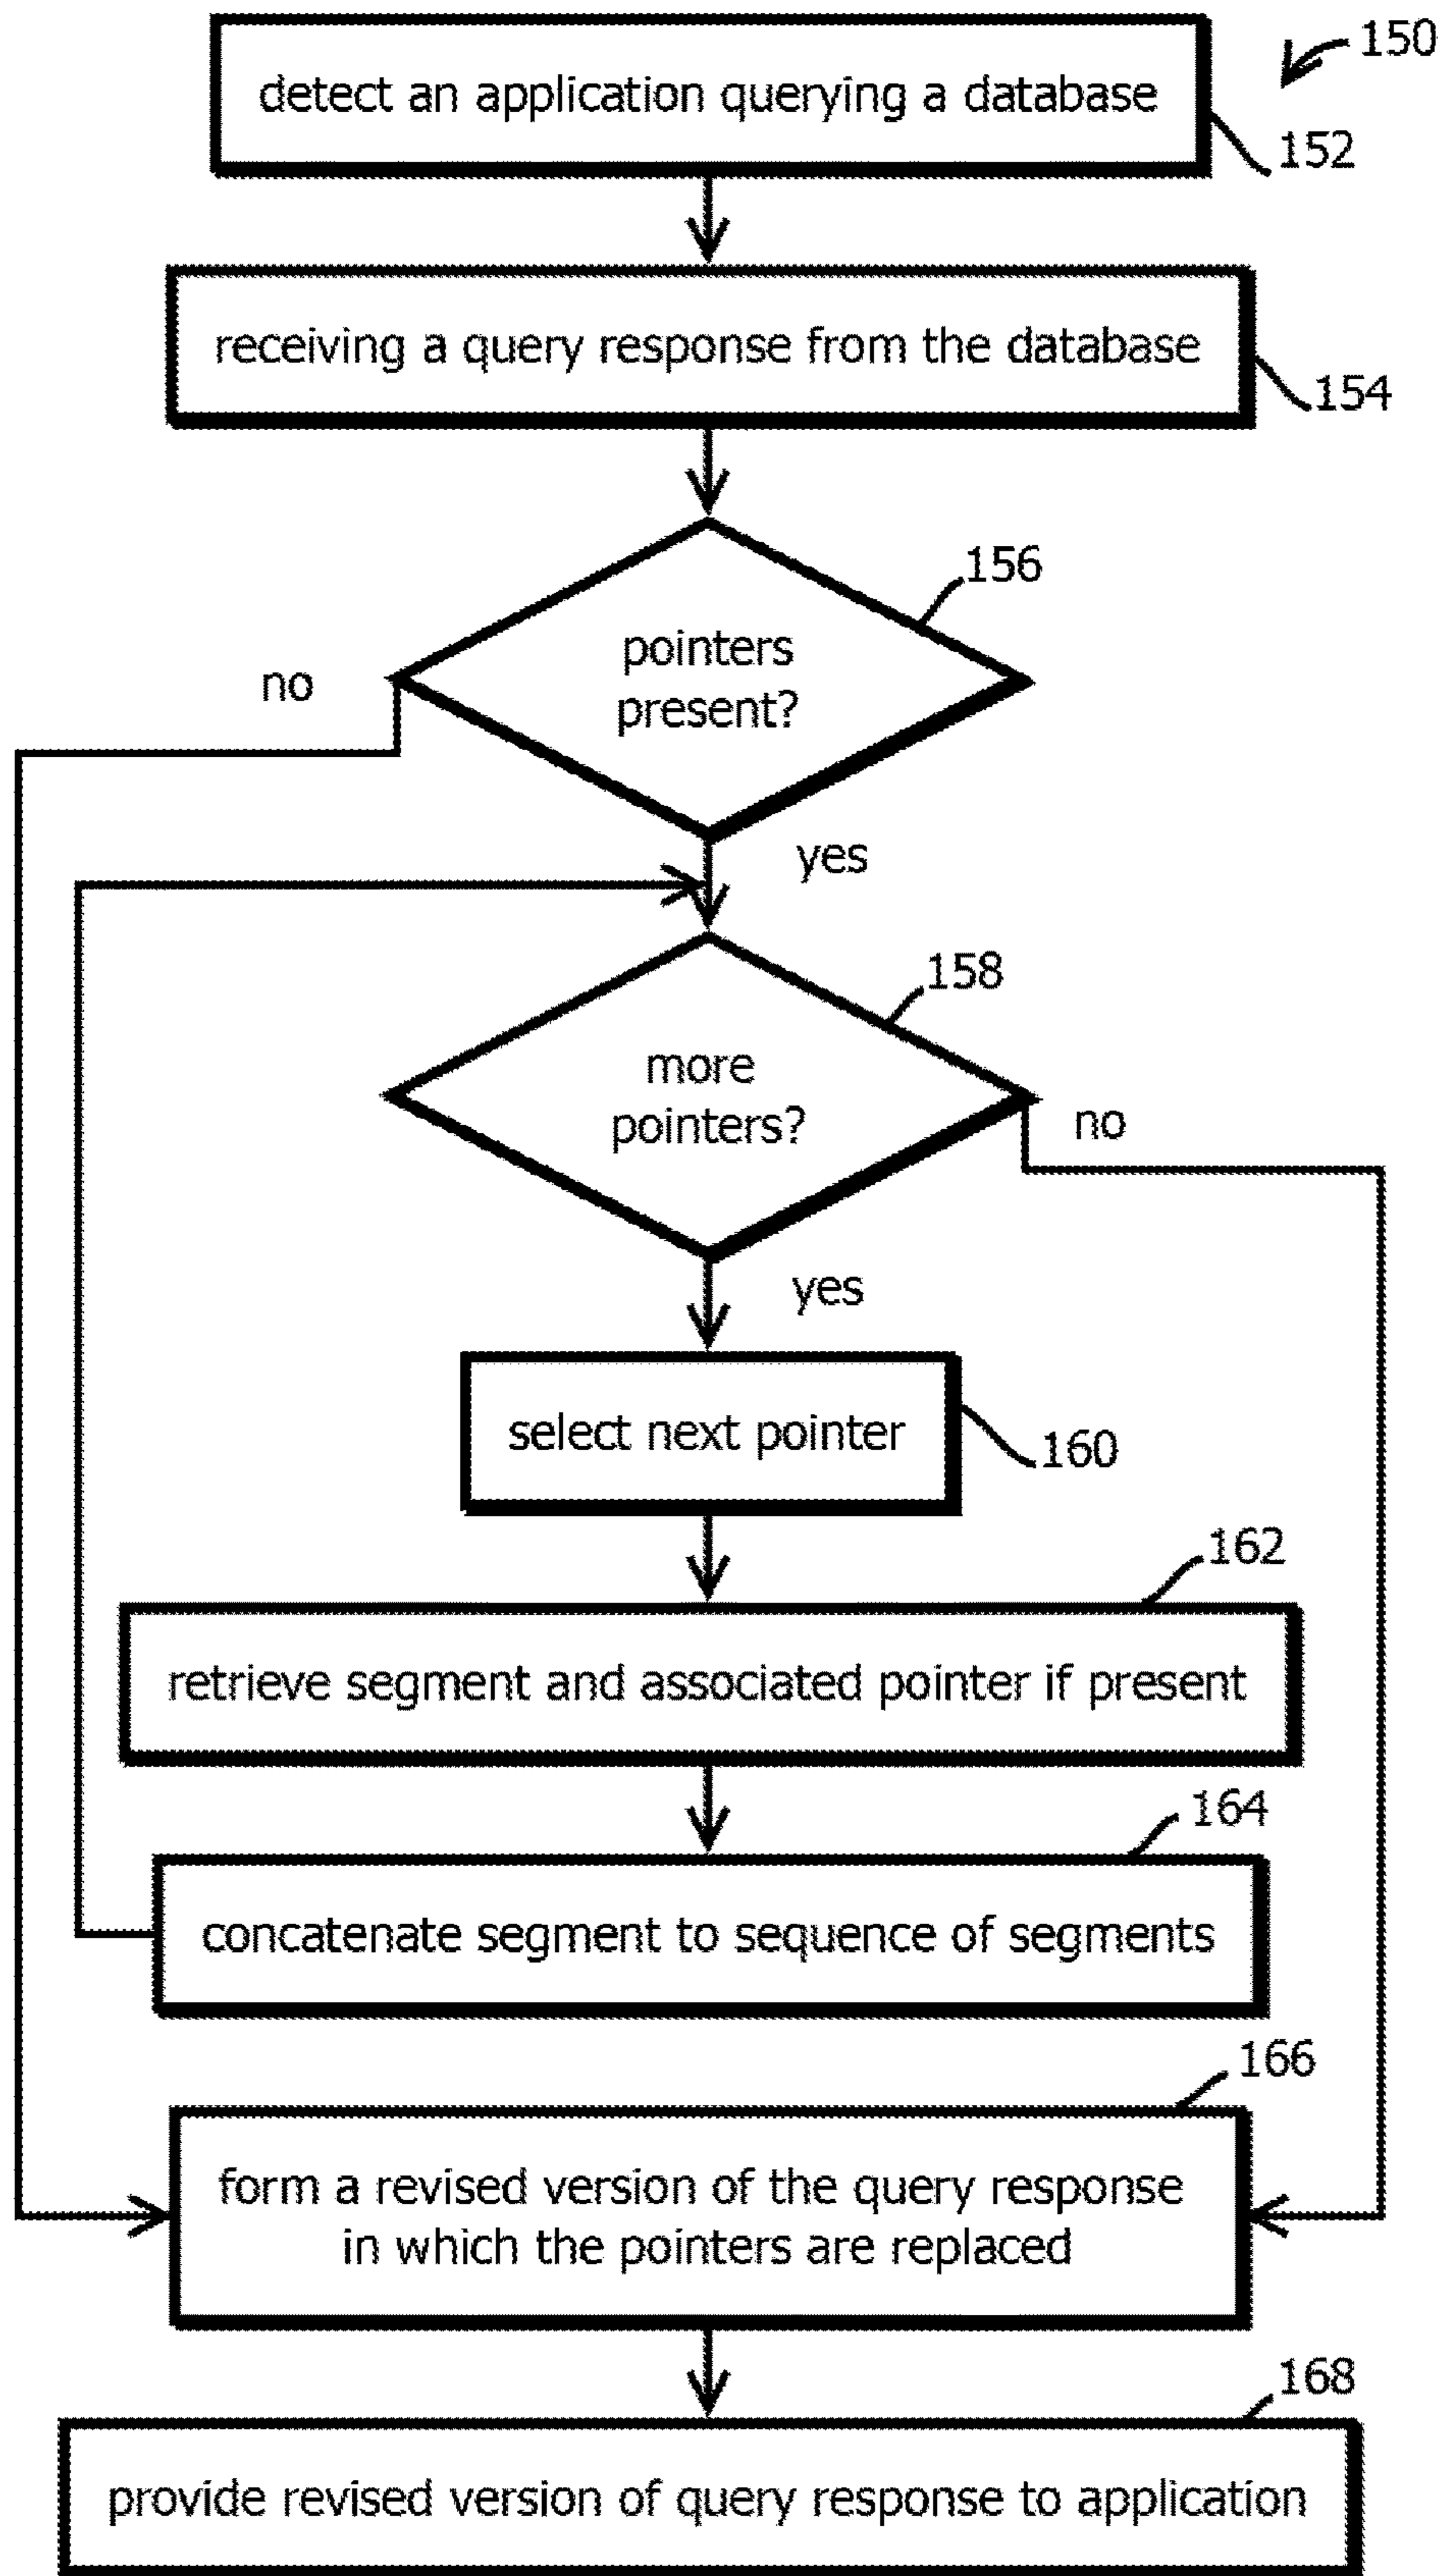 150
detect an application querying a database
152
receiving a query response from the database
154
156
pointers
present?
no
yes
158
more
pointers?
no
yes
select next pointer
160
162
retrieve segment and associated pointer if present
164
concatenate segment to sequence of segments
166
form a revised version of the query response
in which the pointers are replaced
168
provide revised version of query response to application